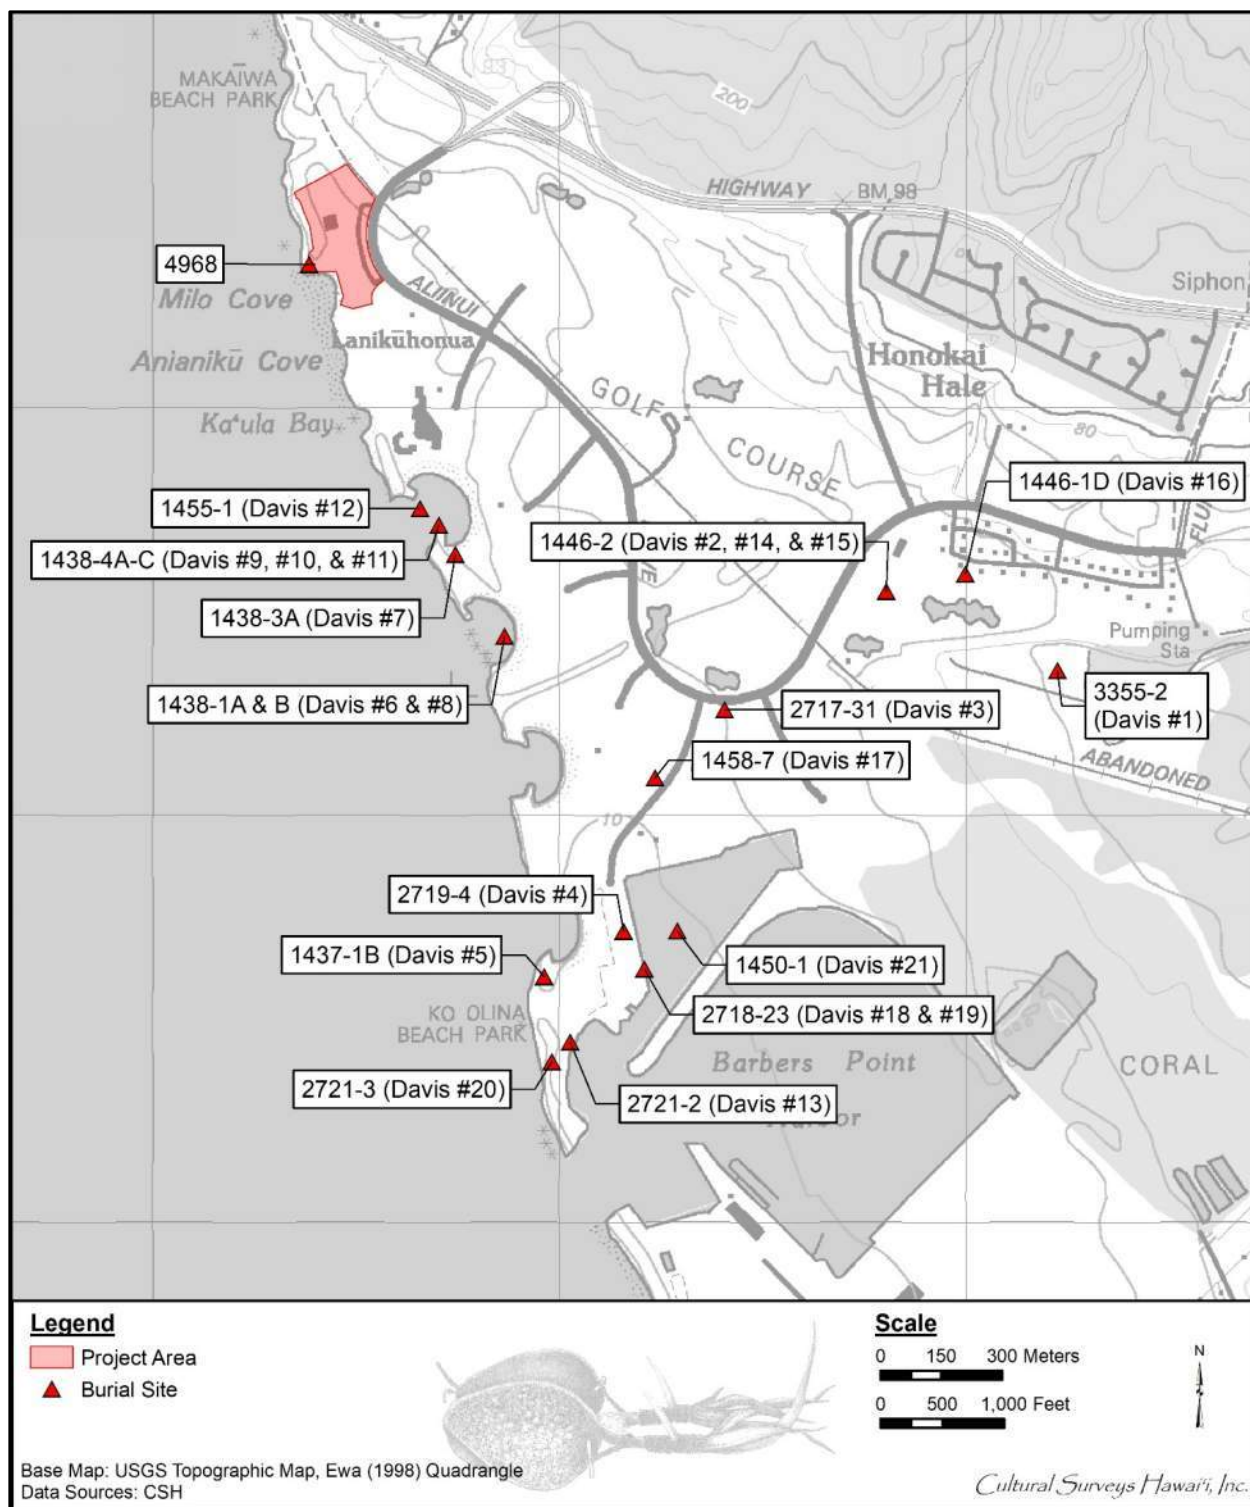 MAKĀIWA
BEACH PARK
200
HIGHWAY
BM 98
4968
Milo Cove
ALIINUI
Siphon
Lanikūhonua
Anianikū Cove
Honokai
Hale
GOLF
Ka'ula Bay
80
COURSE
1446-1D (Davis #16)
1455-1 (Davis #12)
1446-2 (Davis #2, #14, & #15)
1438-4A-C (Davis #9, #10, & #11)
1438-3A (Davis #7)
Pumping
Sta
1438-1A & B (Davis #6 & #8)
2717-31 (Davis #3)
3355-2
(Davis #1)
1458-7 (Davis #17)
ABANDONED
10
2719-4 (Davis #4)
1437-1B (Davis #5)
1450-1 (Davis #21)
KO OLINA
BEACH PARK
2718-23 (Davis #18 & #19)
Barbers Point
CORAL
2721-3 (Davis #20)
2721-2 (Davis #13)
Legend
Project Area
Burial Site
Scale
0 150 300 Meters
0 500 1,000 Feet
N
Base Map: USGS Topographic Map, Ewa (1998) Quadrangle
Data Sources: CSH
Cultural Surveys Hawai'i, Inc.